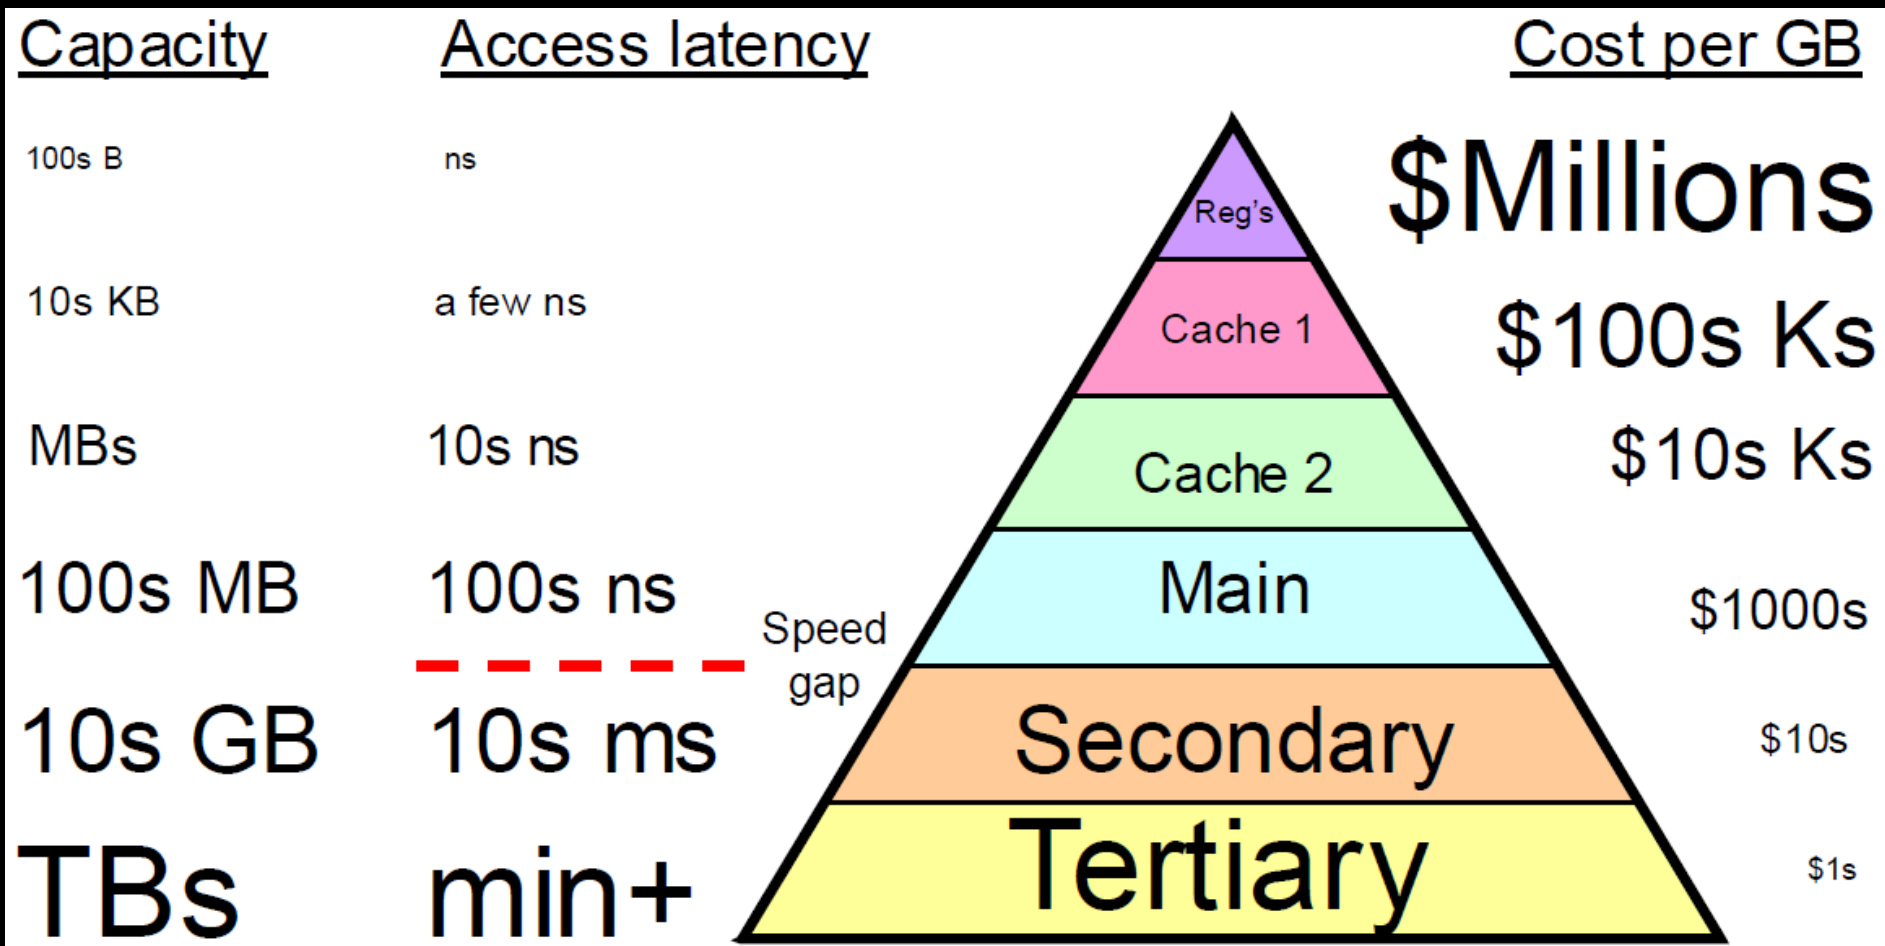 Capacity Access latency Cost per GB
100s B ns Reg's $Millions
10s KB a few ns Cache 1 $100s Ks
MBs 10s ns Cache 2 $10s Ks
100s MB 100s ns Main $1000s
Speed
gap
10s GB 10s ms Secondary $10s
TBs min+ Tertiary $1s